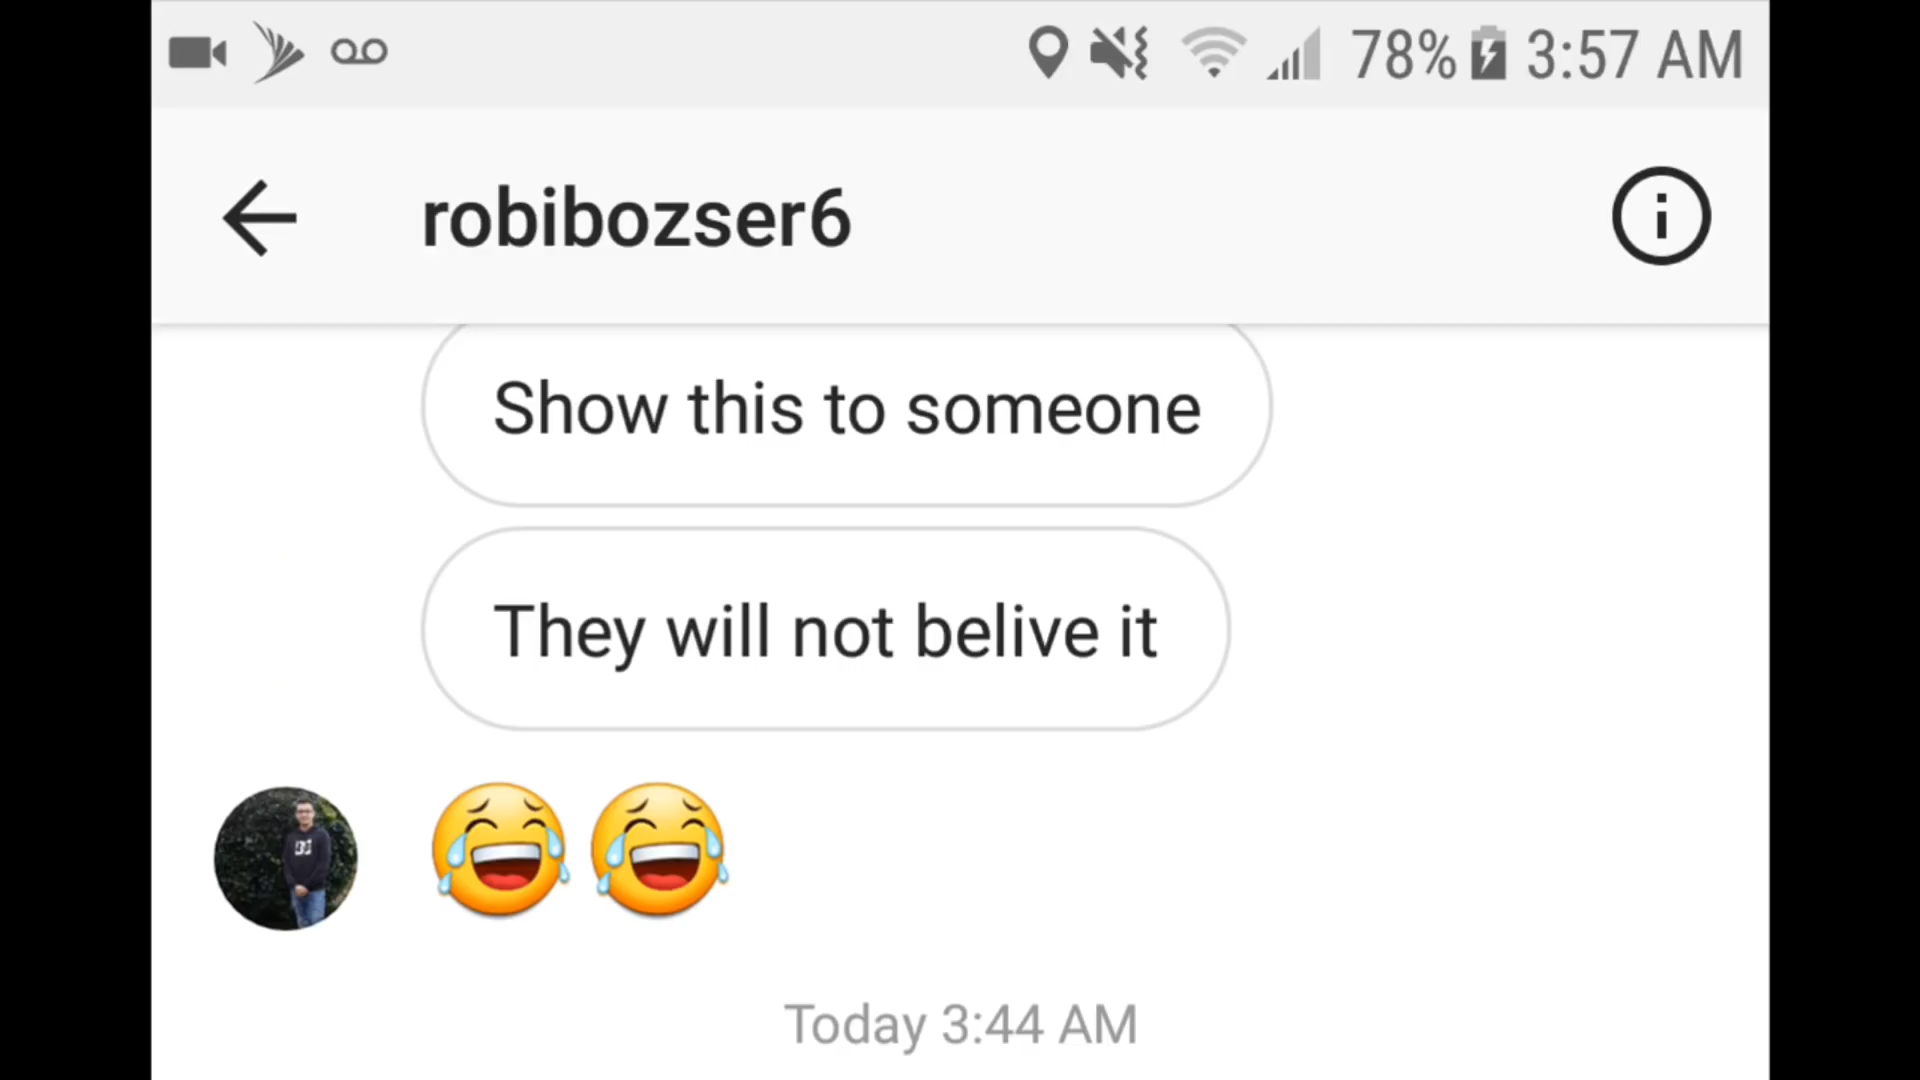 78% 3:57 AM
robibozser6
Show this to someone
They will not belive it
😂😂
Today 3:44 AM